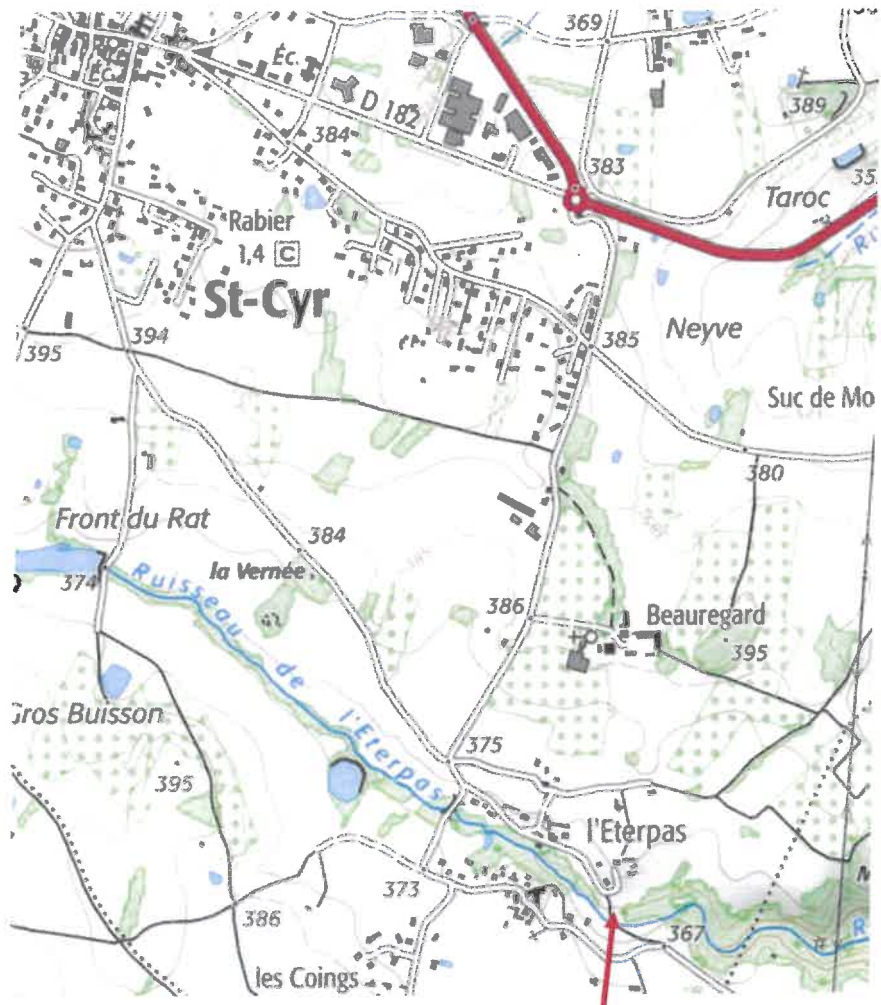 369
Éc.
Éc.
D 182
389
384
383
Taroc
Rabier
1,4 C
St-Cyr
Neyve
395
394
385
Suc de Mo
380
Front du Rat
384
374
la Vernée
386
Beauregard
395
Ruisseau de l'Eterpas
Gros Buisson
375
395
l'Eterpas
373
386
367
R
les Coings